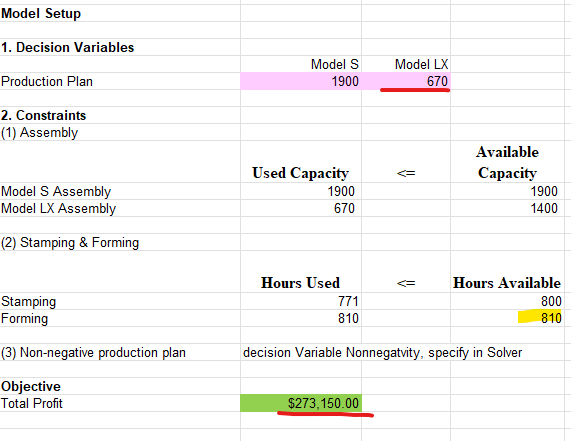 Model Setup
1. Decision Variables
Model S Model LX
Production Plan 1900 670
2. Constraints
(1) Assembly
Available
Used Capacity <= Capacity
Model S Assembly 1900 1900
Model LX Assembly 670 1400
(2) Stamping & Forming
Hours Used <= Hours Available
Stamping 771 800
Forming 810 810
(3) Non-negative production plan decision Variable Nonnegatvity, specify in Solver
Objective
Total Profit $273,150.00